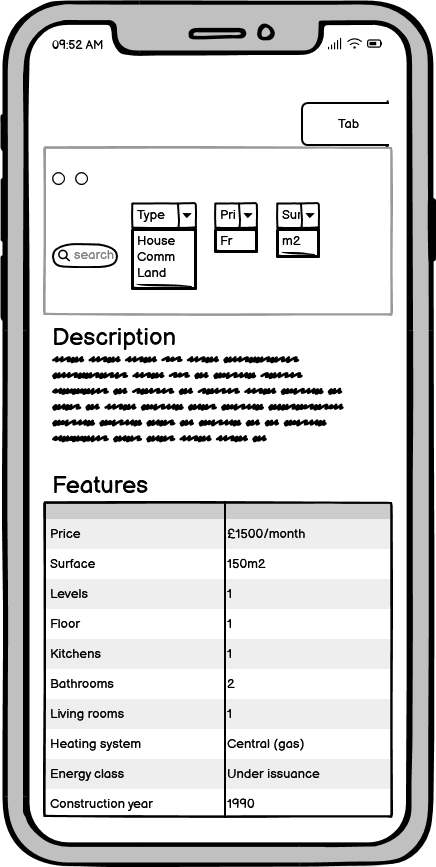 09:52 AM
Tab
Type Pri Sur
House Fr m2
Comm
search
Land
Description
Features
Price £1500/month
Surface 150m2
Levels 1
Floor 1
Kitchens 1
Bathrooms 2
Living rooms 1
Heating system Central (gas)
Energy class Under issuance
Construction year 1990